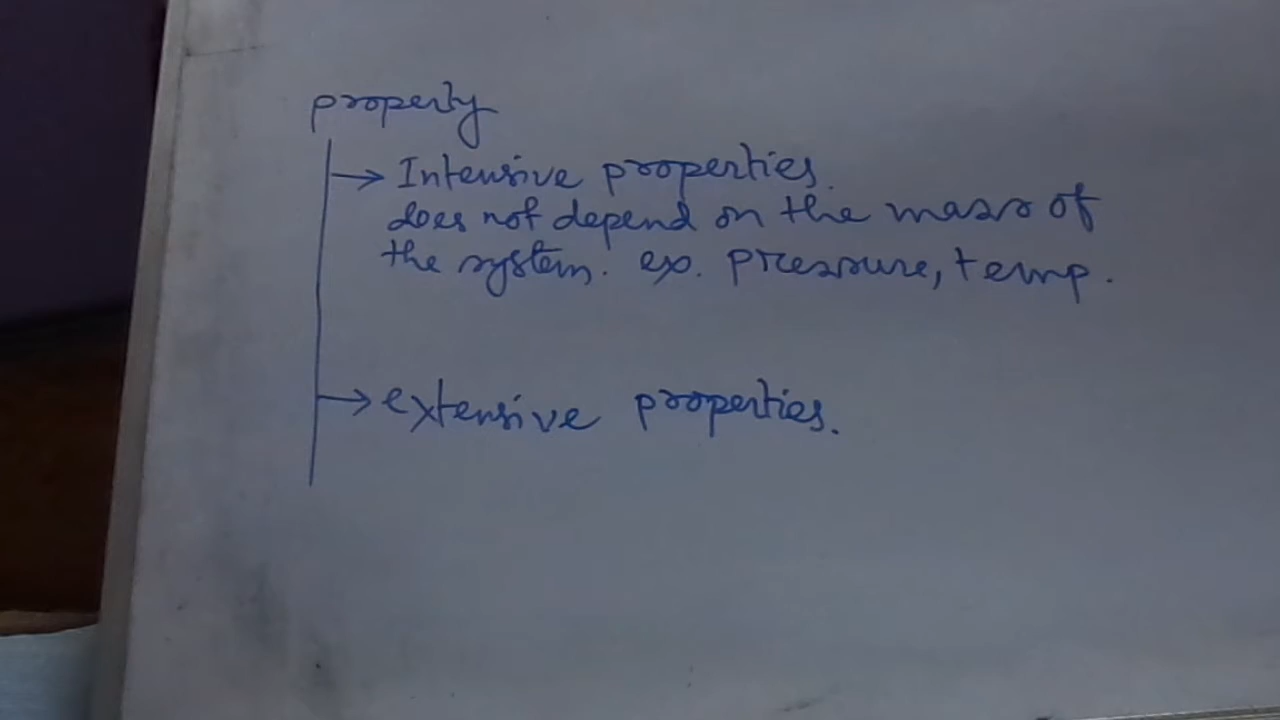 property
→ Intensive properties.
does not depend on the mass of
the system. ex. pressure, temp.
→ extensive properties.